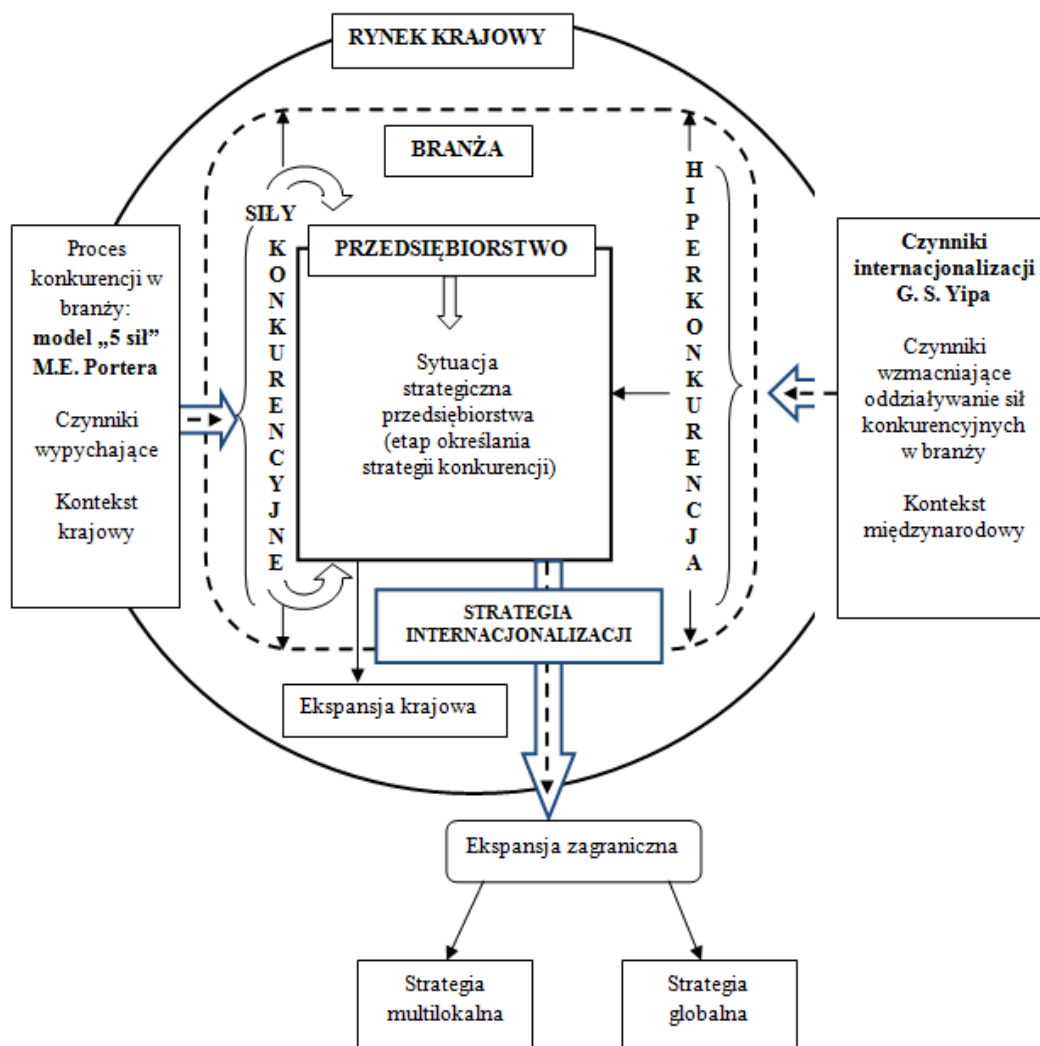 RYNEK KRAJOWY
BRANŻA
SIŁY
KONKURENCYJNE
HIPERKONKURENCJA
PRZEDSIĘBIORSTWO
Sytuacja
strategiczna
przedsiębiorstwa
(etap określania
strategii konkurencji)
Proces
konkurencji w
branży:
model „5 sił”
M.E. Portera
Czynniki
wypychające
Kontekst
krajowy
Czynniki
internacjonalizacji
G. S. Yipa
Czynniki
wzmacniające
oddziaływanie sił
konkurencyjnych
w branży
Kontekst
międzynarodowy
STRATEGIA
INTERNACJONALIZACJI
Ekspansja krajowa
Ekspansja zagraniczna
Strategia
multilokalna
Strategia
globalna